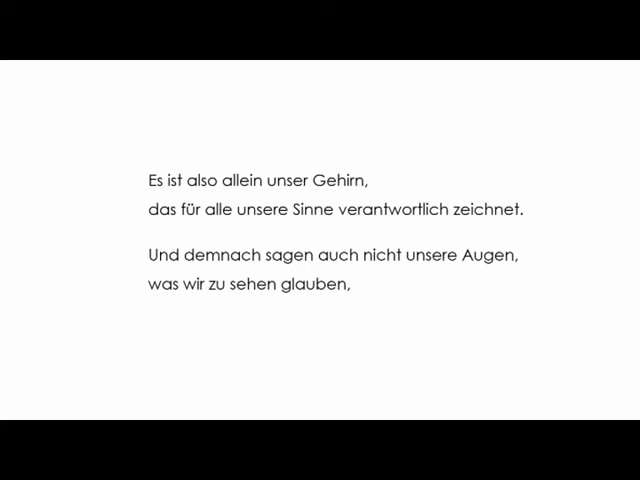 Es ist also allein unser Gehirn,
das für alle unsere Sinne verantwortlich zeichnet.
Und demnach sagen auch nicht unsere Augen,
was wir zu sehen glauben,